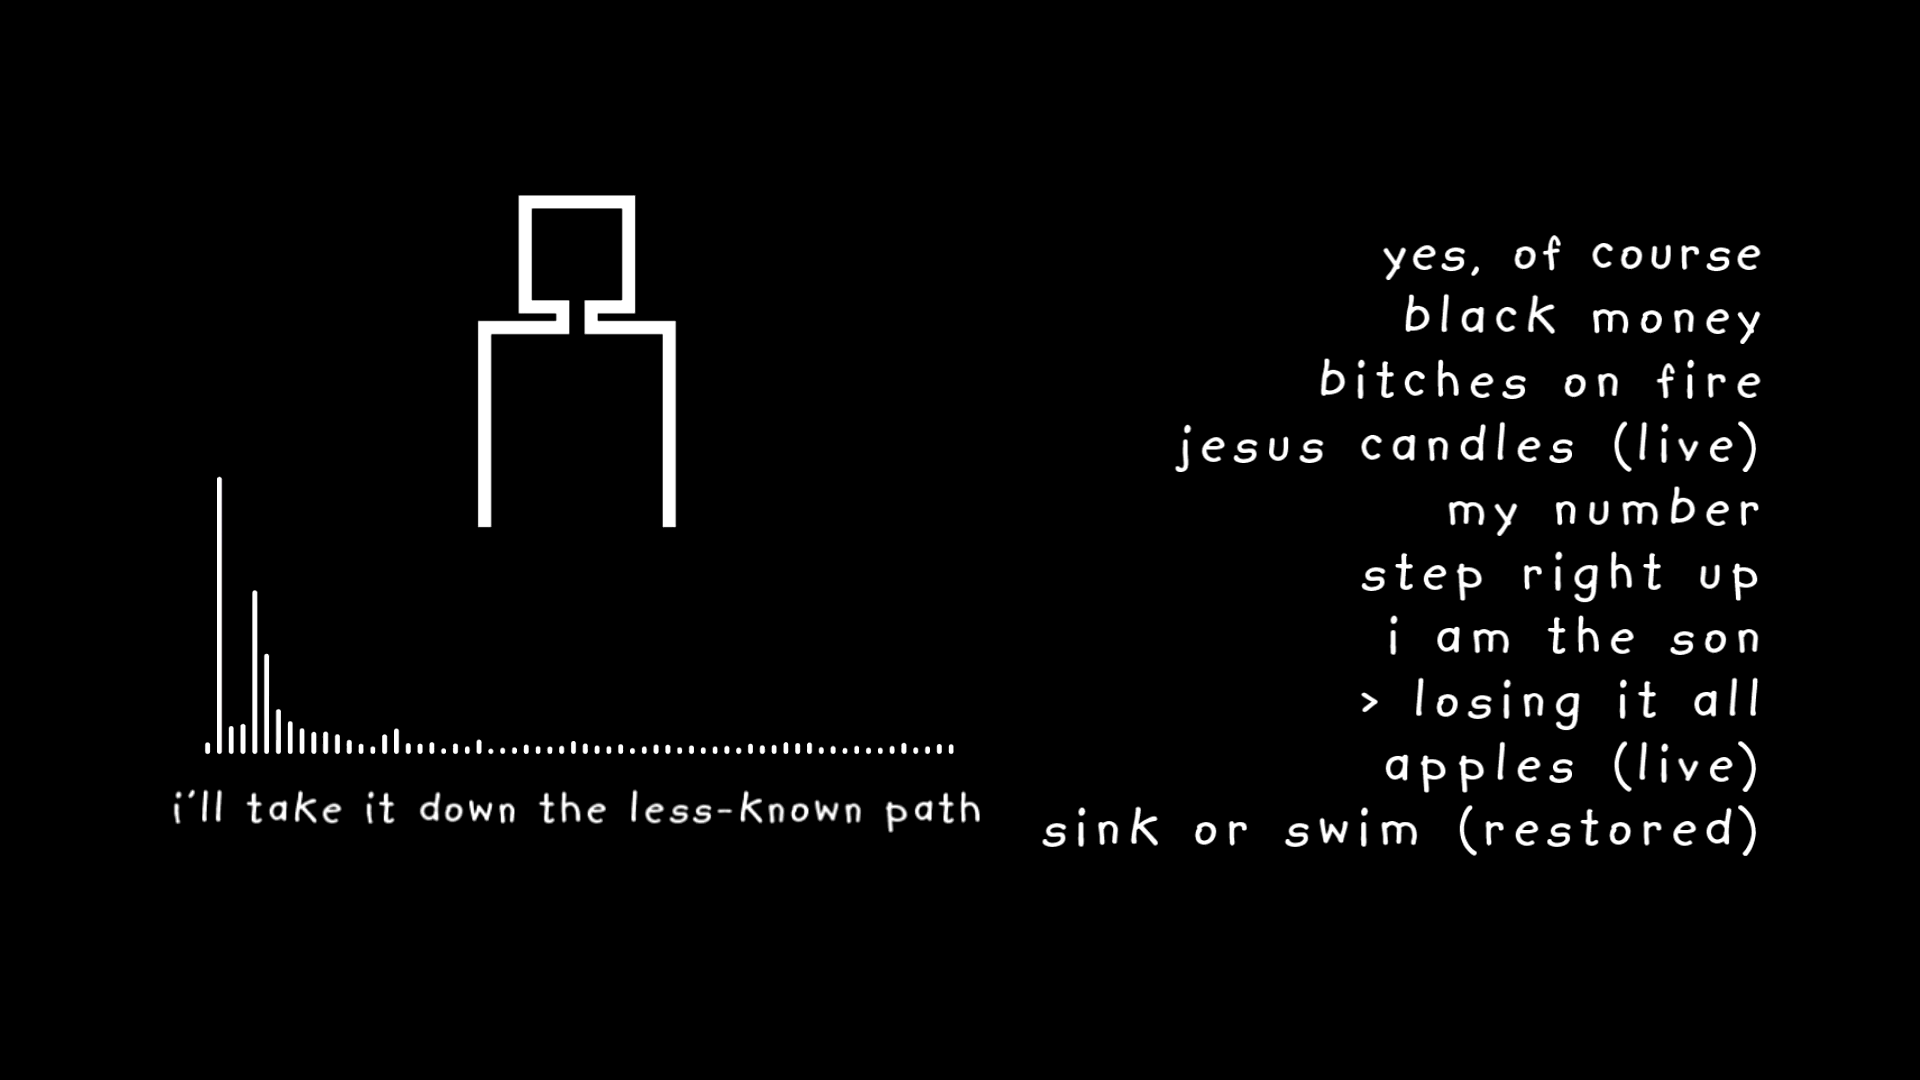 i'll take it down the less-known path
yes, of course
black money
bitches on fire
jesus candles (live)
my number
step right up
i am the son
> losing it all
apples (live)
sink or swim (restored)